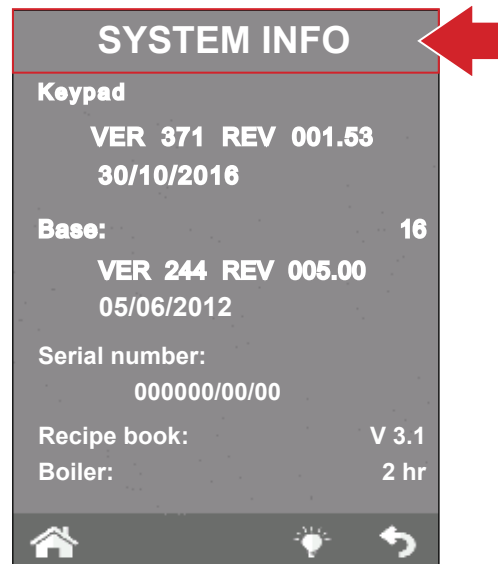 SYSTEM INFO
Keypad
VER 371 REV 001.53
30/10/2016
Base: 16
VER 244 REV 005.00
05/06/2012
Serial number:
000000/00/00
Recipe book: V 3.1
Boiler: 2 hr